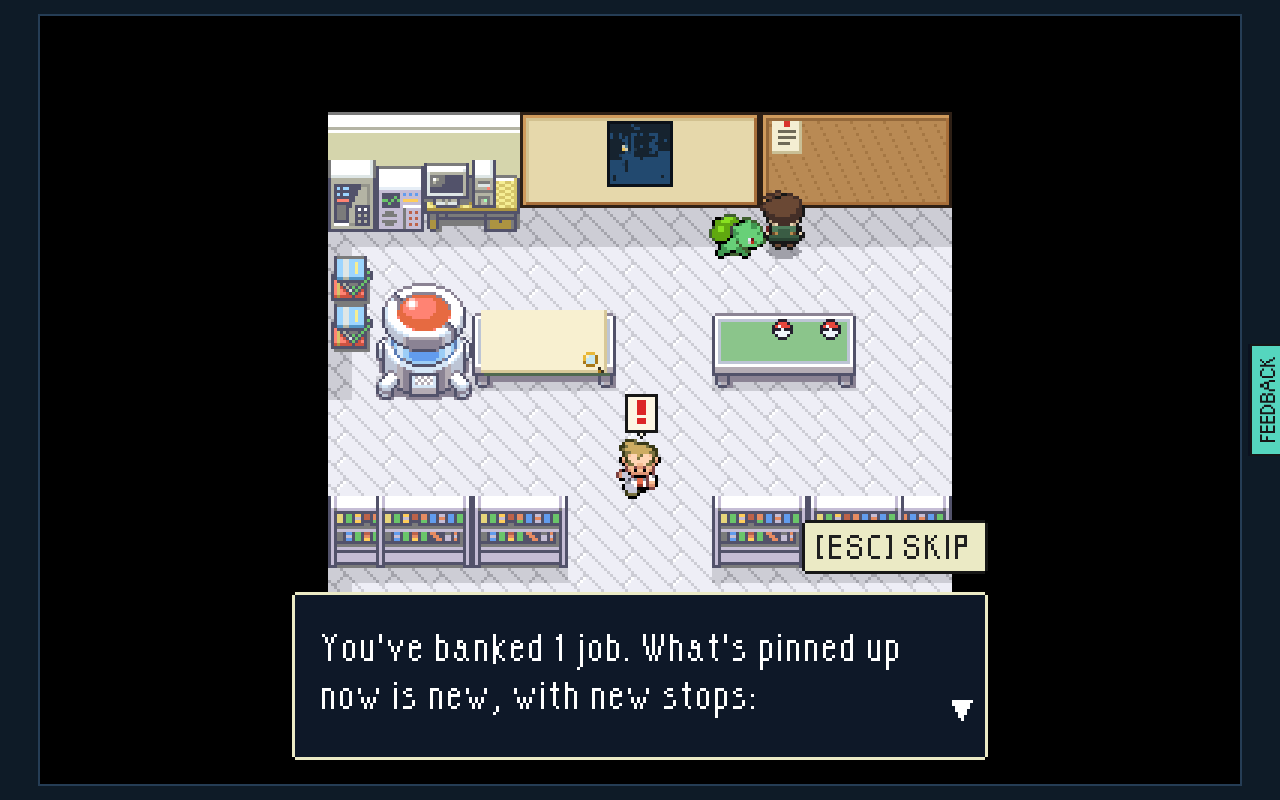 !
[ESC] SKIP
You've banked 1 job. What's pinned up
now is new, with new stops:
FEEDBACK